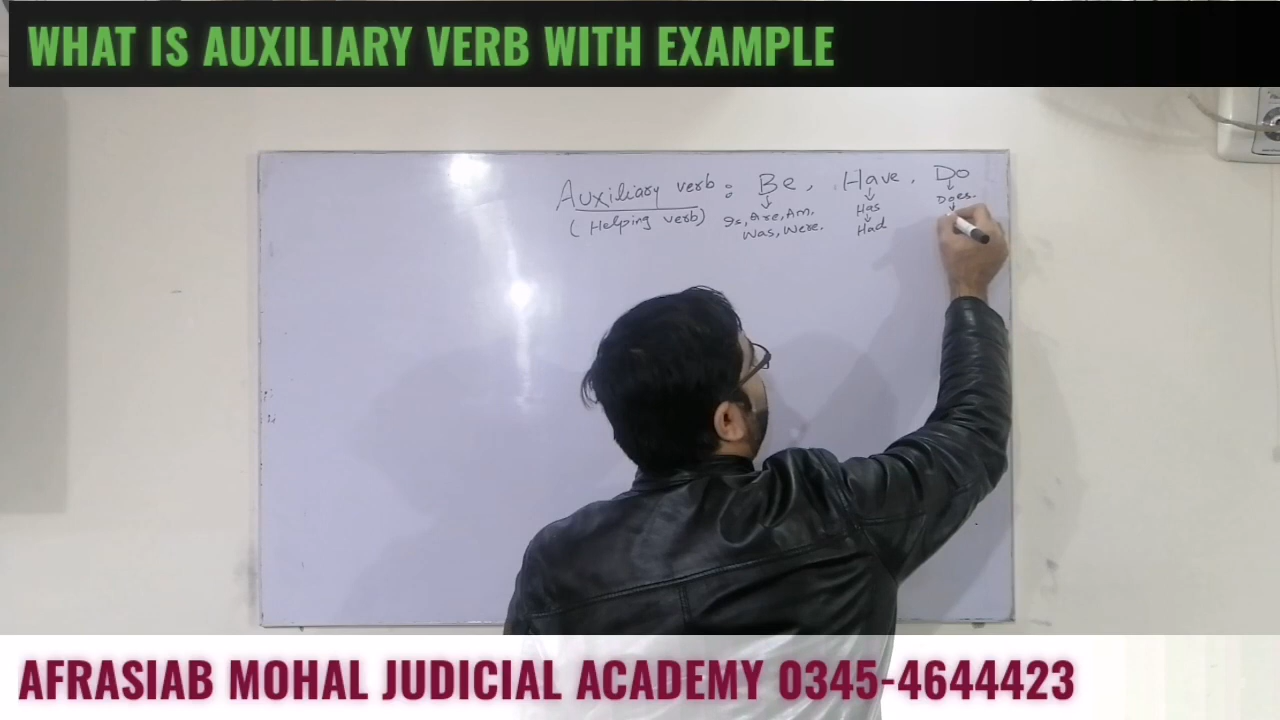 WHAT IS AUXILIARY VERB WITH EXAMPLE
Auxiliary verb : Be, Have, Do
(Helping verb) Is, Are, Am, Has Does.
Was, Were. Had
AFRASIAB MOHAL JUDICIAL ACADEMY 0345-4644423